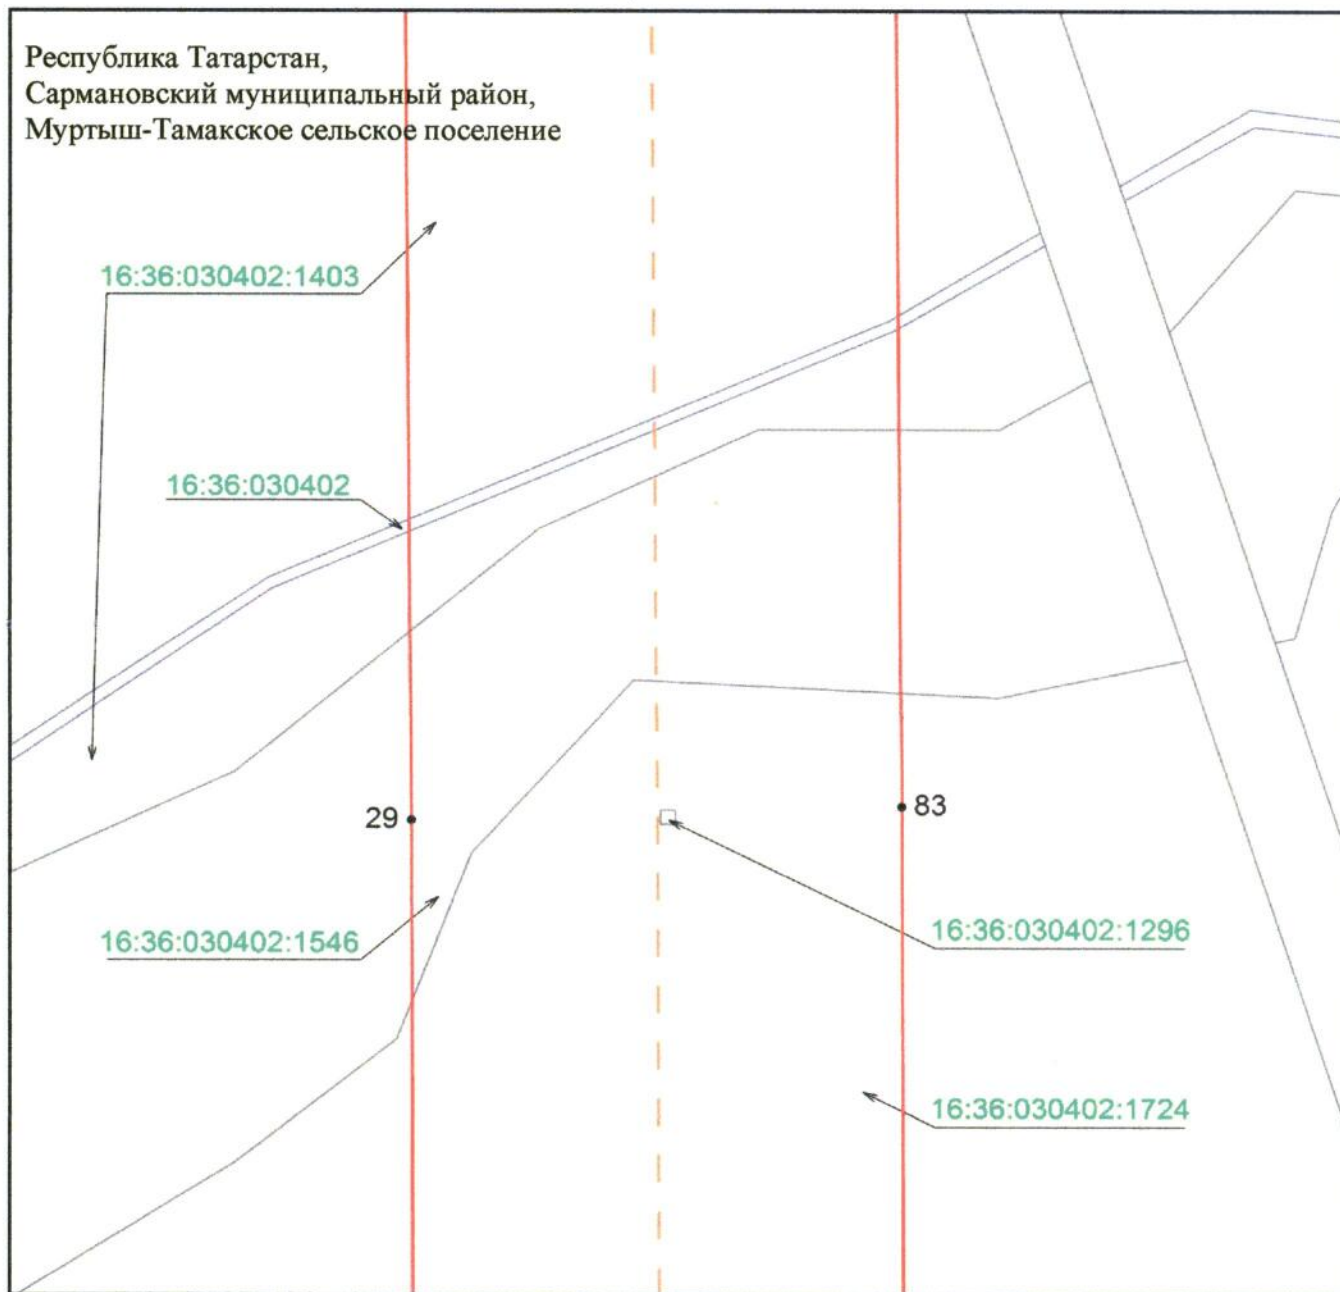 Республика Татарстан,
Сармановский муниципальный район,
Муртыш-Тамакское сельское поселение
16:36:030402:1403
16:36:030402
29
83
16:36:030402:1546
16:36:030402:1296
16:36:030402:1724